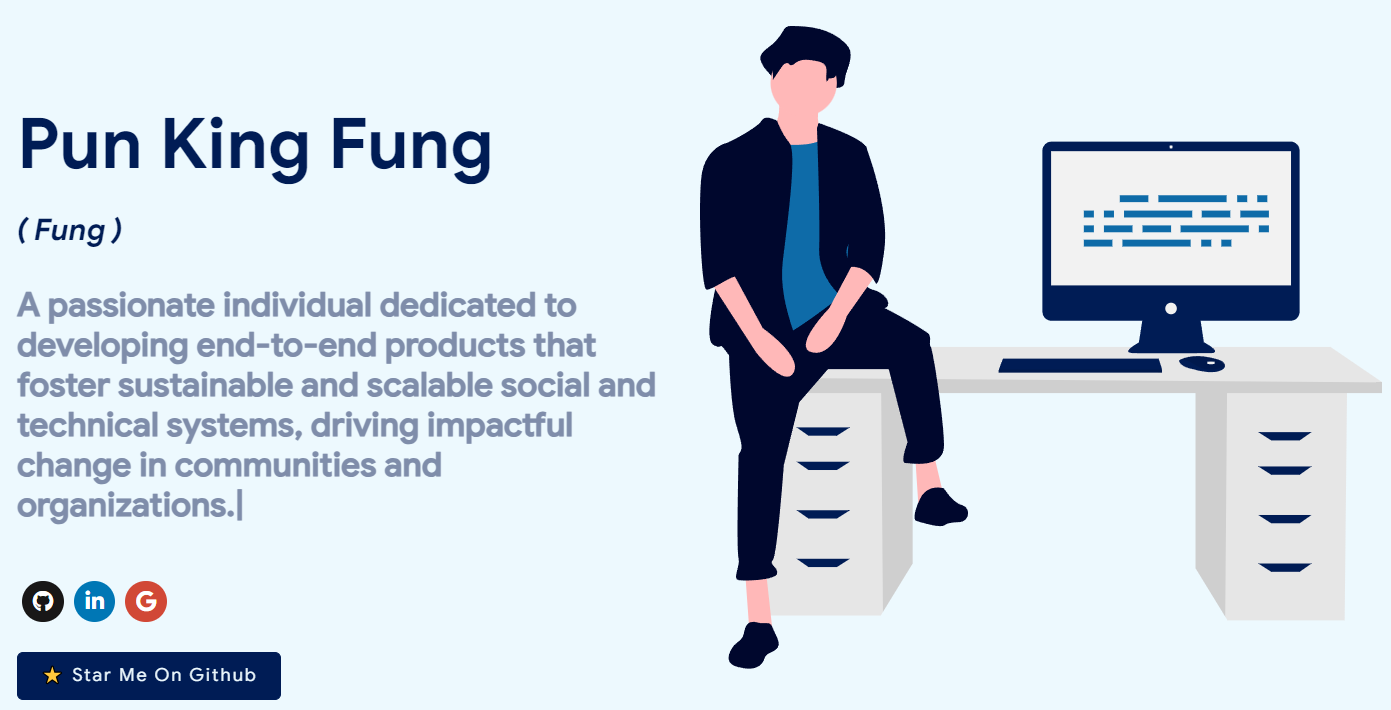 Pun King Fung
( Fung )
A passionate individual dedicated to
developing end-to-end products that
foster sustainable and scalable social and
technical systems, driving impactful
change in communities and
organizations.|
in G
Star Me On Github